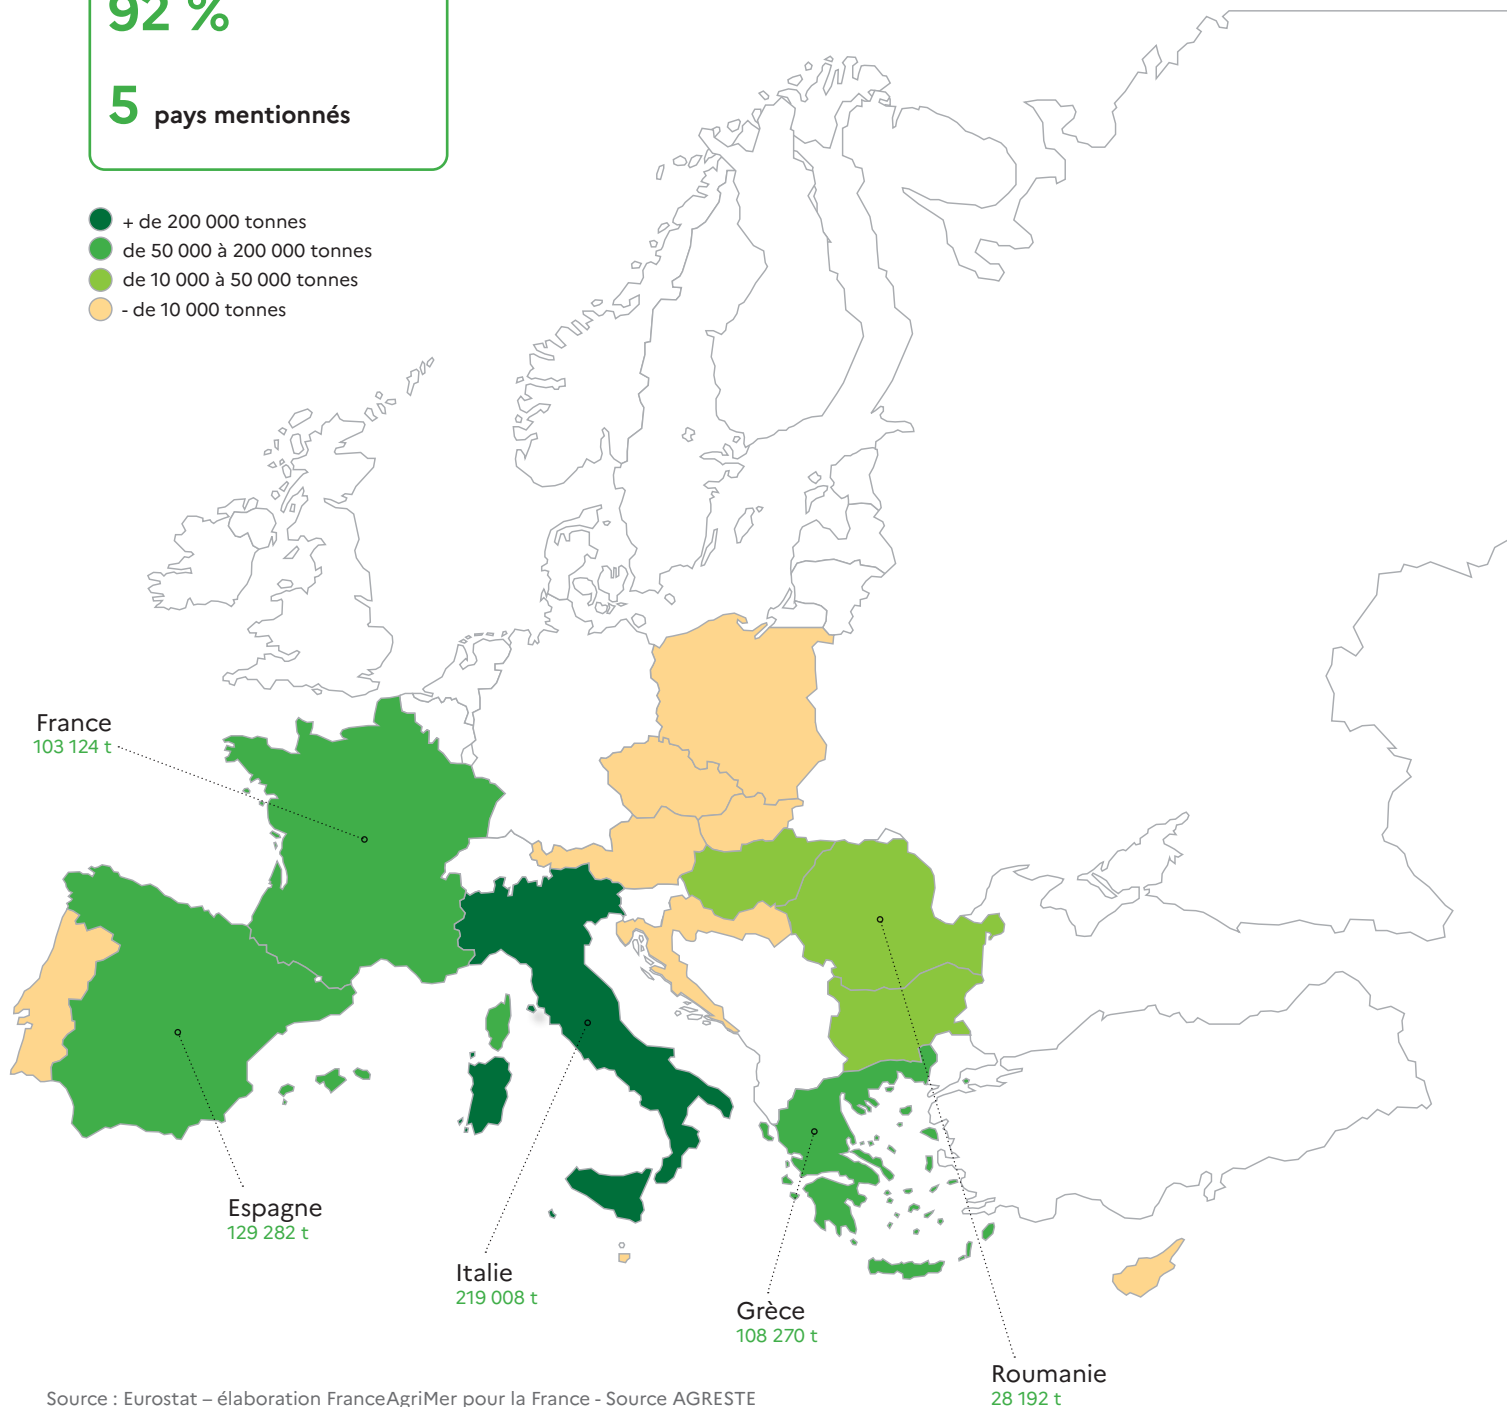 92 %
5 pays mentionnés
+ de 200 000 tonnes
de 50 000 à 200 000 tonnes
de 10 000 à 50 000 tonnes
- de 10 000 tonnes
France
103 124 t
Espagne
129 282 t
Italie
219 008 t
Grèce
108 270 t
Roumanie
28 192 t
Source : Eurostat – élaboration FranceAgriMer pour la France - Source AGRESTE